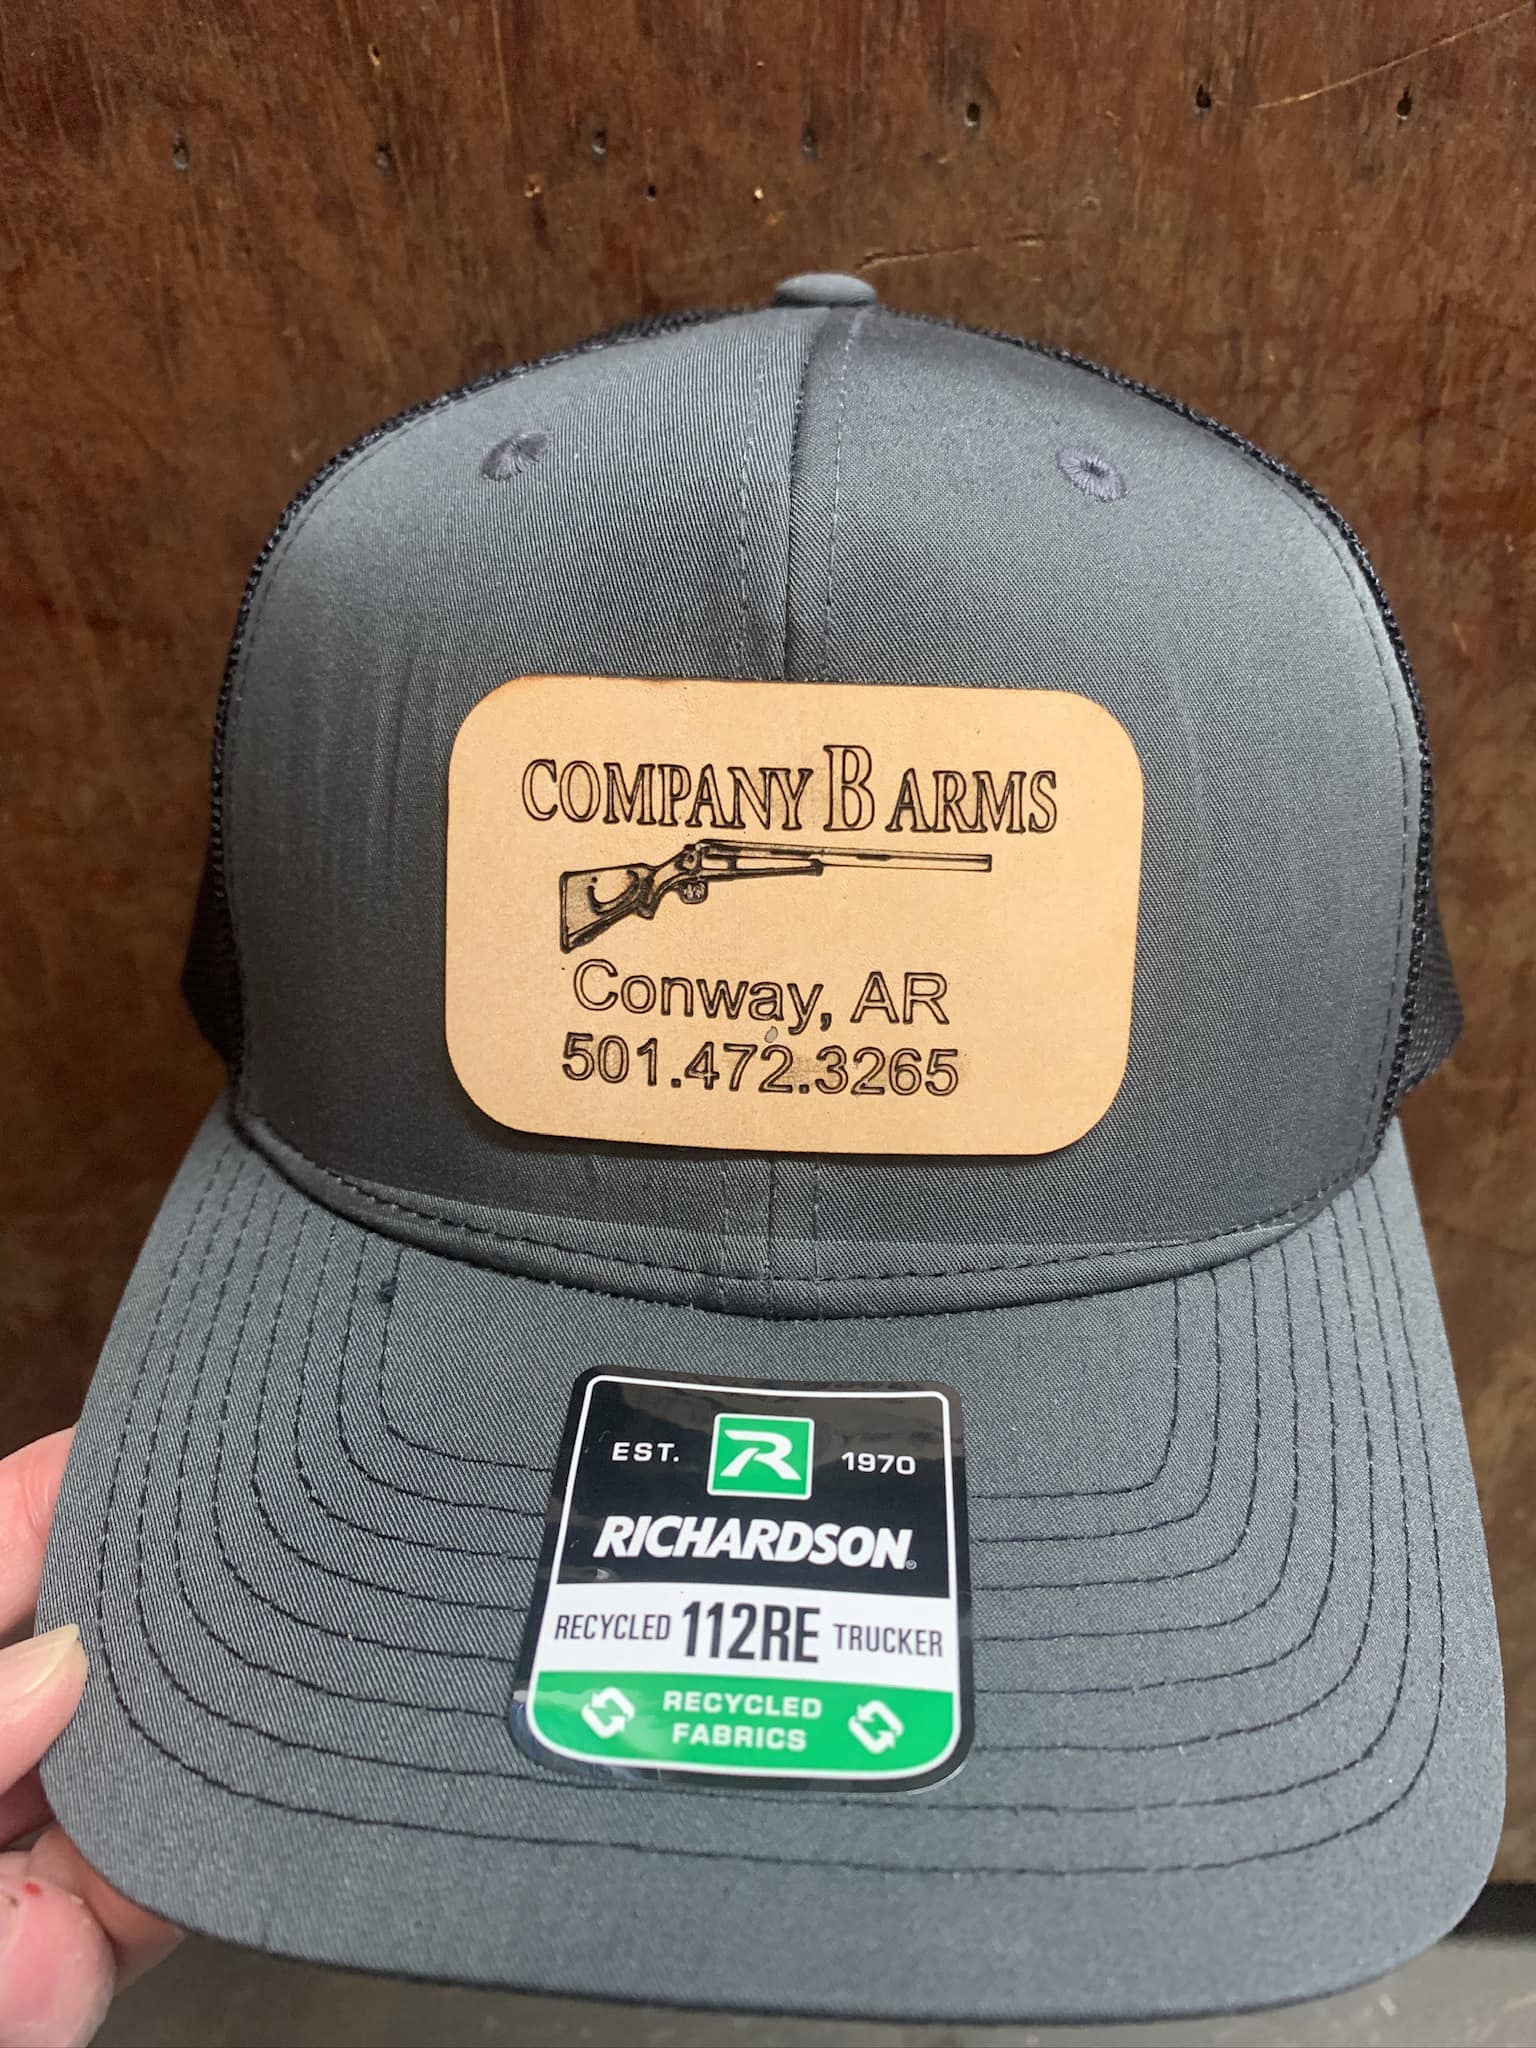 COMPANY B ARMS
Conway, AR
501.472.3265
EST. R 1970
RICHARDSON®
RECYCLED 112RE TRUCKER
RECYCLED
FABRICS